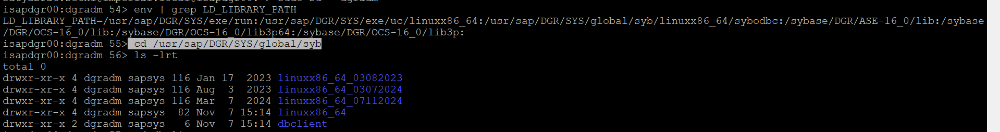 isapdgr00:dgradm 54> env | grep LD_LIBRARY_PATH
LD_LIBRARY_PATH=/usr/sap/DGR/SYS/exe/run:/usr/sap/DGR/SYS/exe/uc/linuxx86_64:/usr/sap/DGR/SYS/global/syb/linuxx86_64/sybodbc:/sybase/DGR/ASE-16_0/lib:/sybase
/DGR/OCS-16_0/lib:/sybase/DGR/OCS-16_0/lib3p64:/sybase/DGR/OCS-16_0/lib3p:
isapdgr00:dgradm 55> cd /usr/sap/DGR/SYS/global/syb
isapdgr00:dgradm 56> ls -lrt
total 0
drwxr-xr-x 4 dgradm sapsys 116 Jan 17  2023 linuxx86_64_03082023
drwxr-xr-x 4 dgradm sapsys 116 Aug  3  2023 linuxx86_64_03072024
drwxr-xr-x 4 dgradm sapsys 116 Mar  7  2024 linuxx86_64_07112024
drwxr-xr-x 4 dgradm sapsys  82 Nov  7 15:14 linuxx86_64
drwxr-xr-x 2 dgradm sapsys   6 Nov  7 15:14 dbclient